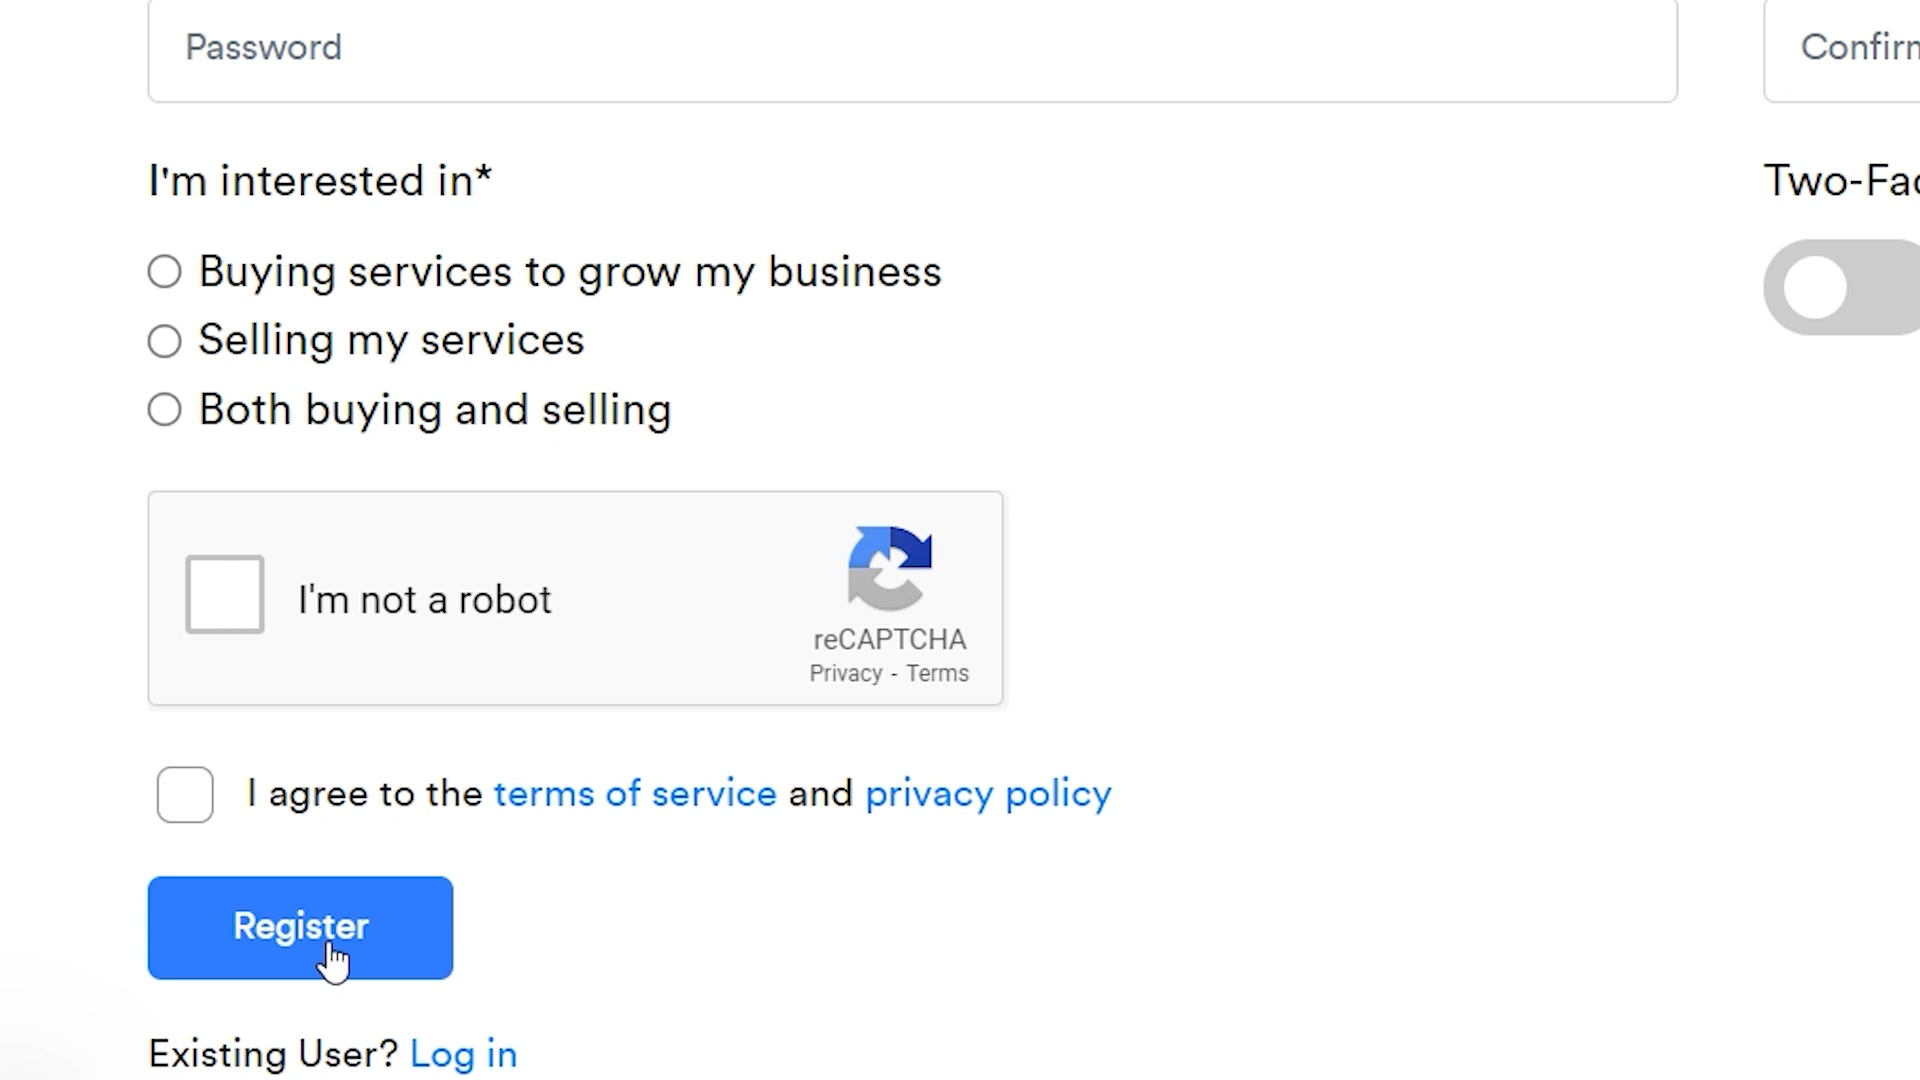 Password
Confirm
I'm interested in*
Two-Fac
Buying services to grow my business
Selling my services
Both buying and selling
I'm not a robot
reCAPTCHA
Privacy - Terms
I agree to the terms of service and privacy policy
Register
Existing User? Log in